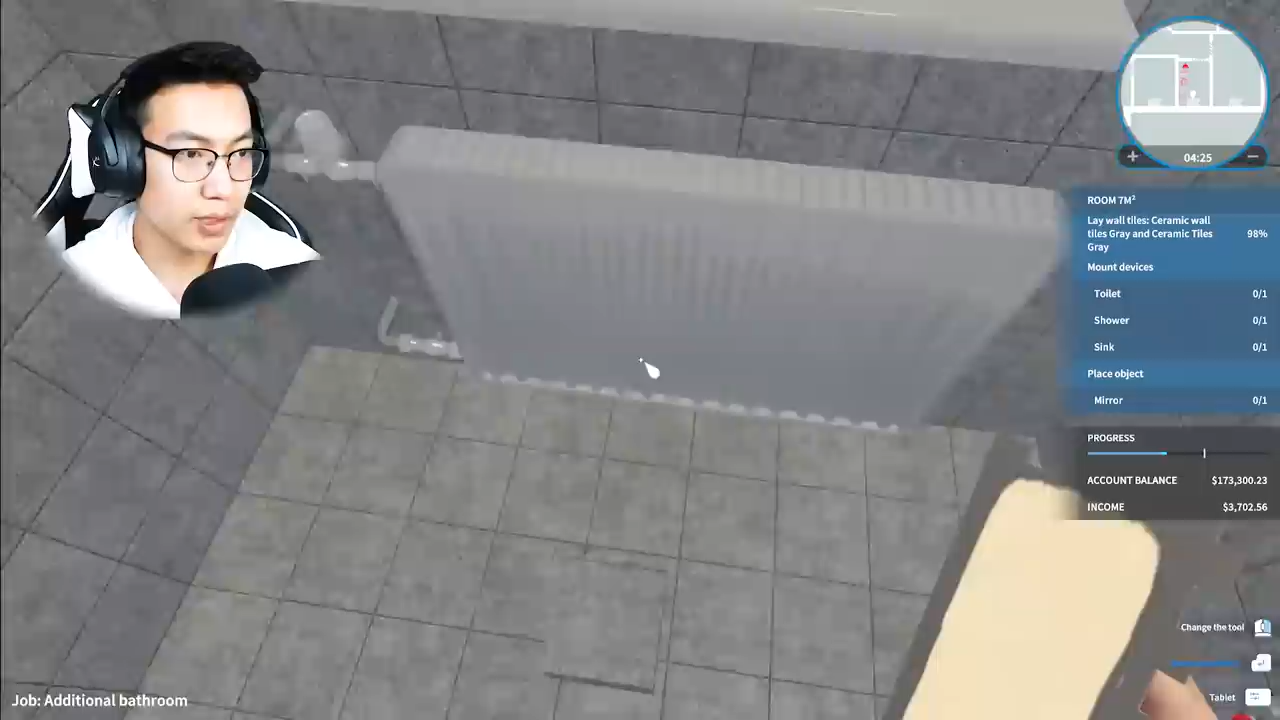 04:25
ROOM 7M²
Lay wall tiles: Ceramic wall
tiles Gray and Ceramic Tiles 98%
Gray
Mount devices
Toilet 0/1
Shower 0/1
Sink 0/1
Place object
Mirror 0/1
PROGRESS
ACCOUNT BALANCE $173,300.23
INCOME $3,702.56
Change the tool
Tablet
Job: Additional bathroom